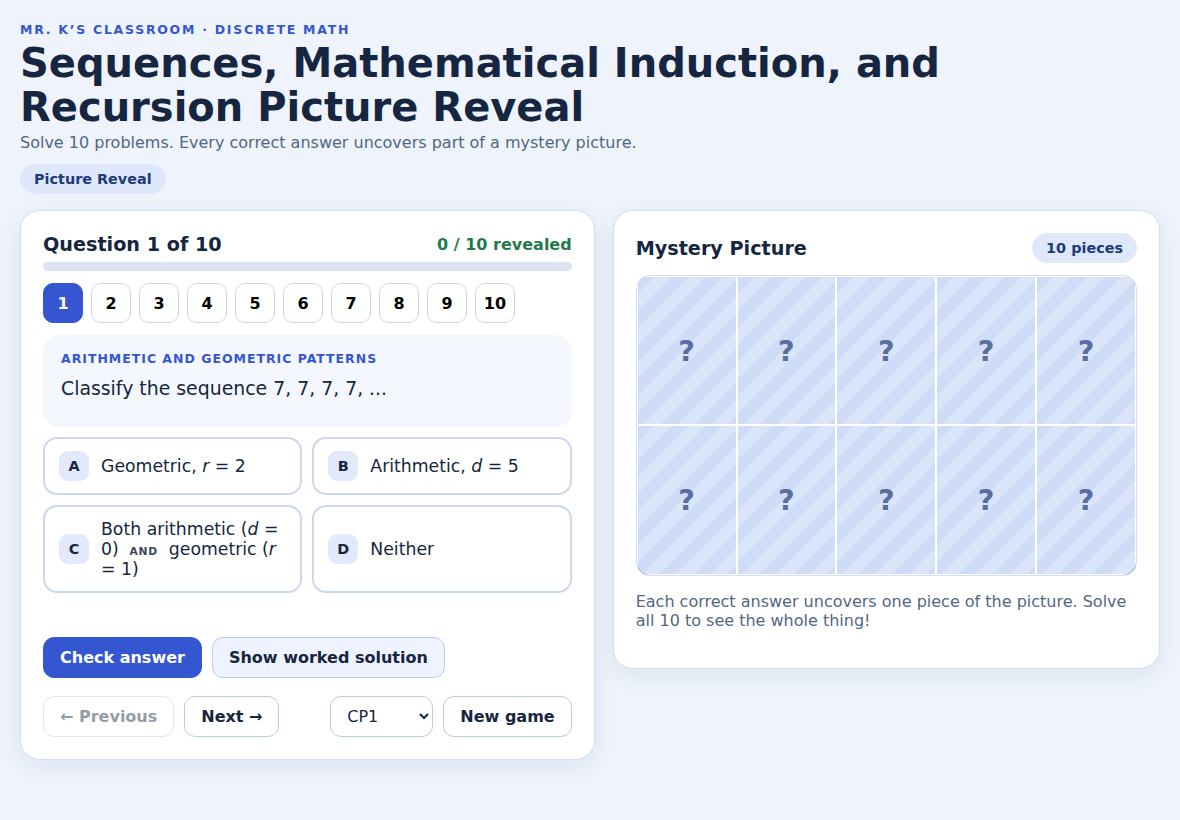 MR. K’S CLASSROOM · DISCRETE MATH
Sequences, Mathematical Induction, and
Recursion Picture Reveal
Solve 10 problems. Every correct answer uncovers part of a mystery picture.
Picture Reveal
Question 1 of 10
0 / 10 revealed
1 2 3 4 5 6 7 8 9 10
ARITHMETIC AND GEOMETRIC PATTERNS
Classify the sequence 7, 7, 7, 7, …
A Geometric, r = 2
B Arithmetic, d = 5
C Both arithmetic (d =
0) AND geometric (r
= 1)
D Neither
Check answer
Show worked solution
← Previous
Next →
CP1
New game
Mystery Picture
10 pieces
? ? ? ? ?
? ? ? ? ?
Each correct answer uncovers one piece of the picture. Solve
all 10 to see the whole thing!